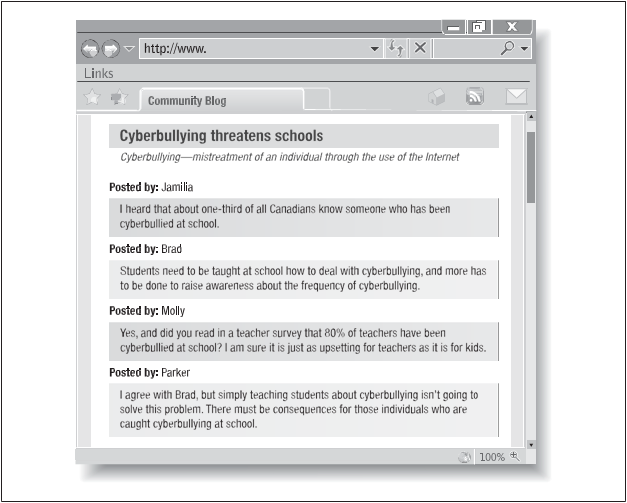 http://www.
Links
Community Blog
Cyberbullying threatens schools
Cyberbullying—mistreatment of an individual through the use of the Internet
Posted by: Jamilia
I heard that about one-third of all Canadians know someone who has been
cyberbullied at school.
Posted by: Brad
Students need to be taught at school how to deal with cyberbullying, and more has
to be done to raise awareness about the frequency of cyberbullying.
Posted by: Molly
Yes, and did you read in a teacher survey that 80% of teachers have been
cyberbullied at school? I am sure it is just as upsetting for teachers as it is for kids.
Posted by: Parker
I agree with Brad, but simply teaching students about cyberbullying isn't going to
solve this problem. There must be consequences for those individuals who are
caught cyberbullying at school.
100%